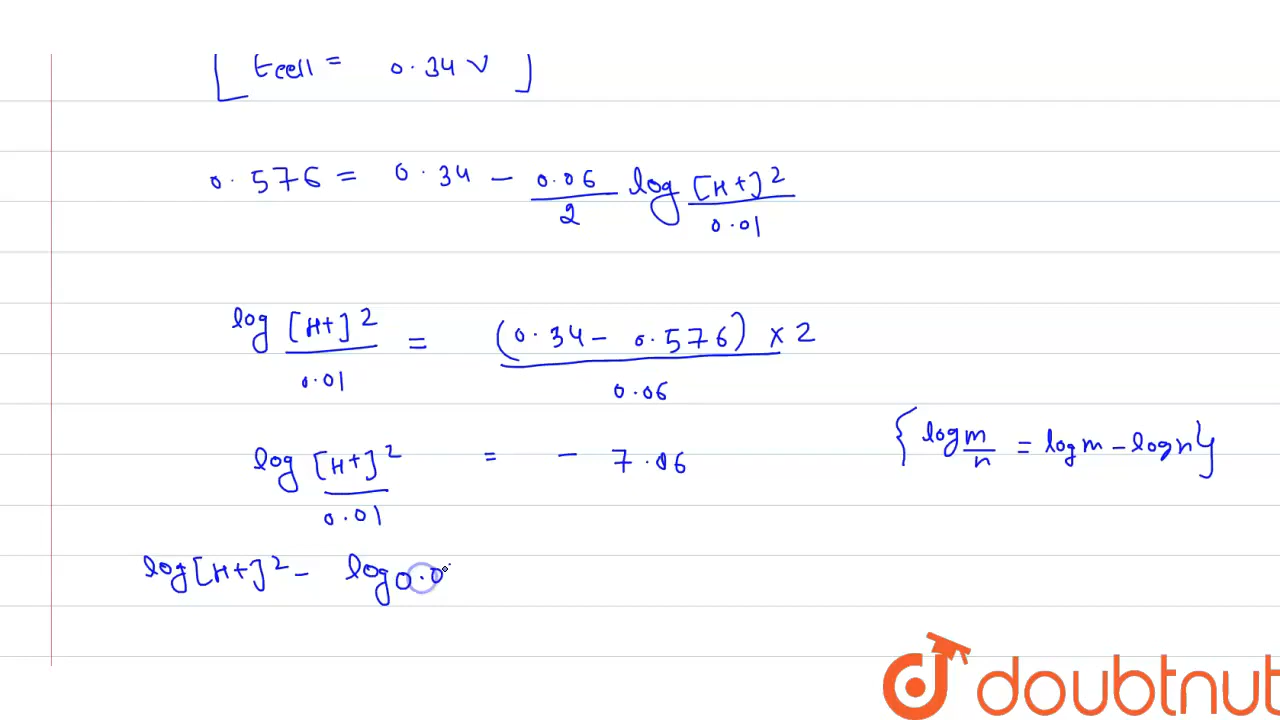 [ Ecell = 0.34 V ]
0.576 = 0.34 - 0.06/2 log [H+]²/0.01
log [H+]²/0.01 = (0.34 - 0.576) × 2/0.06
log [H+]²/0.01 = - 7.86
{ log m/n = log m - log n }
log [H+]² - log 0.0
doubtnut